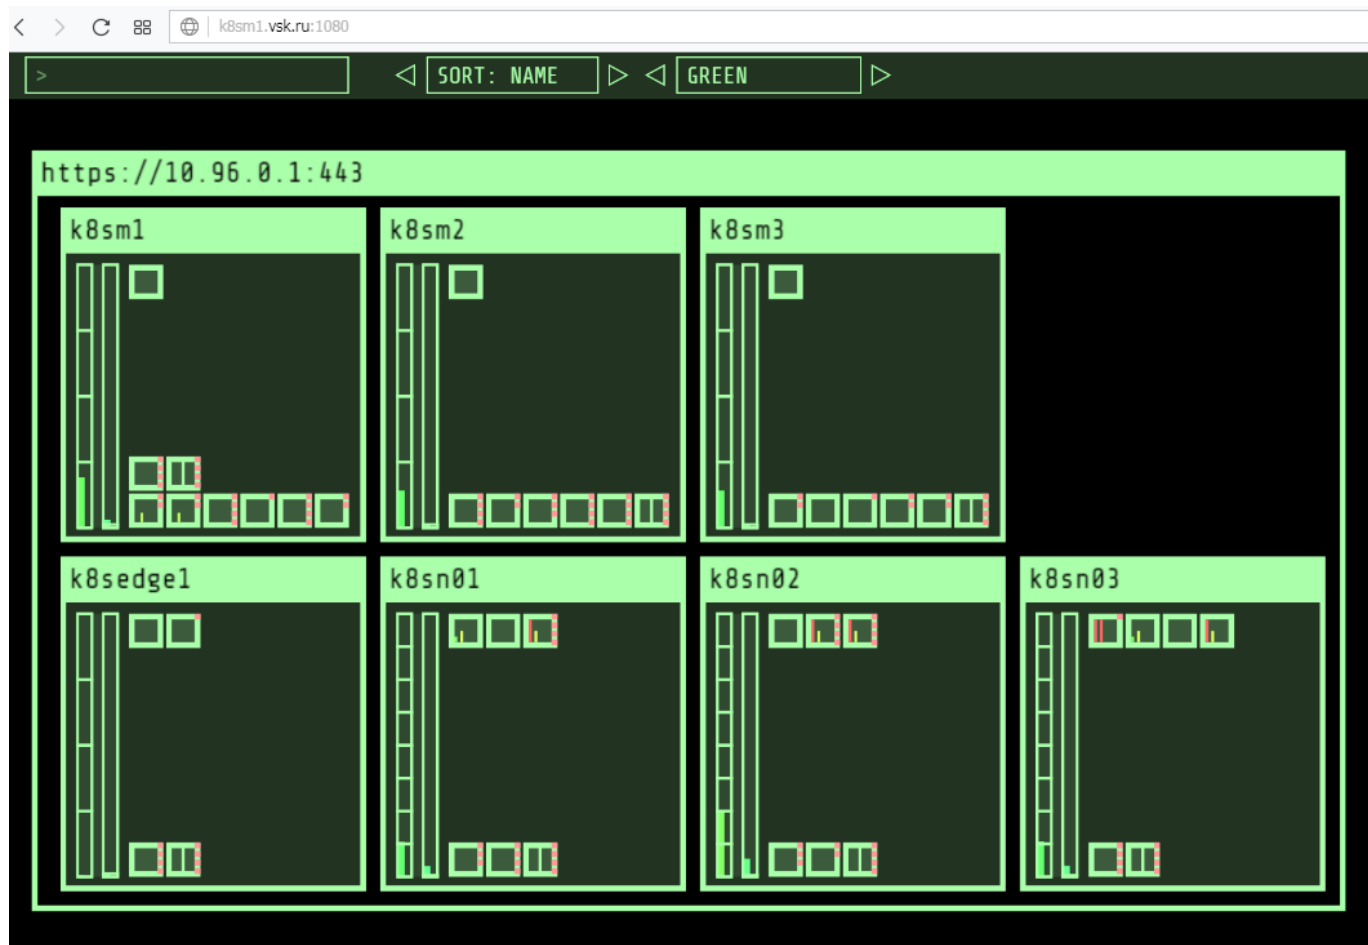 k8sm1.vsk.ru:1080
>
SORT: NAME
GREEN
https://10.96.0.1:443
k8sm1
k8sm2
k8sm3
k8sedge1
k8sn01
k8sn02
k8sn03